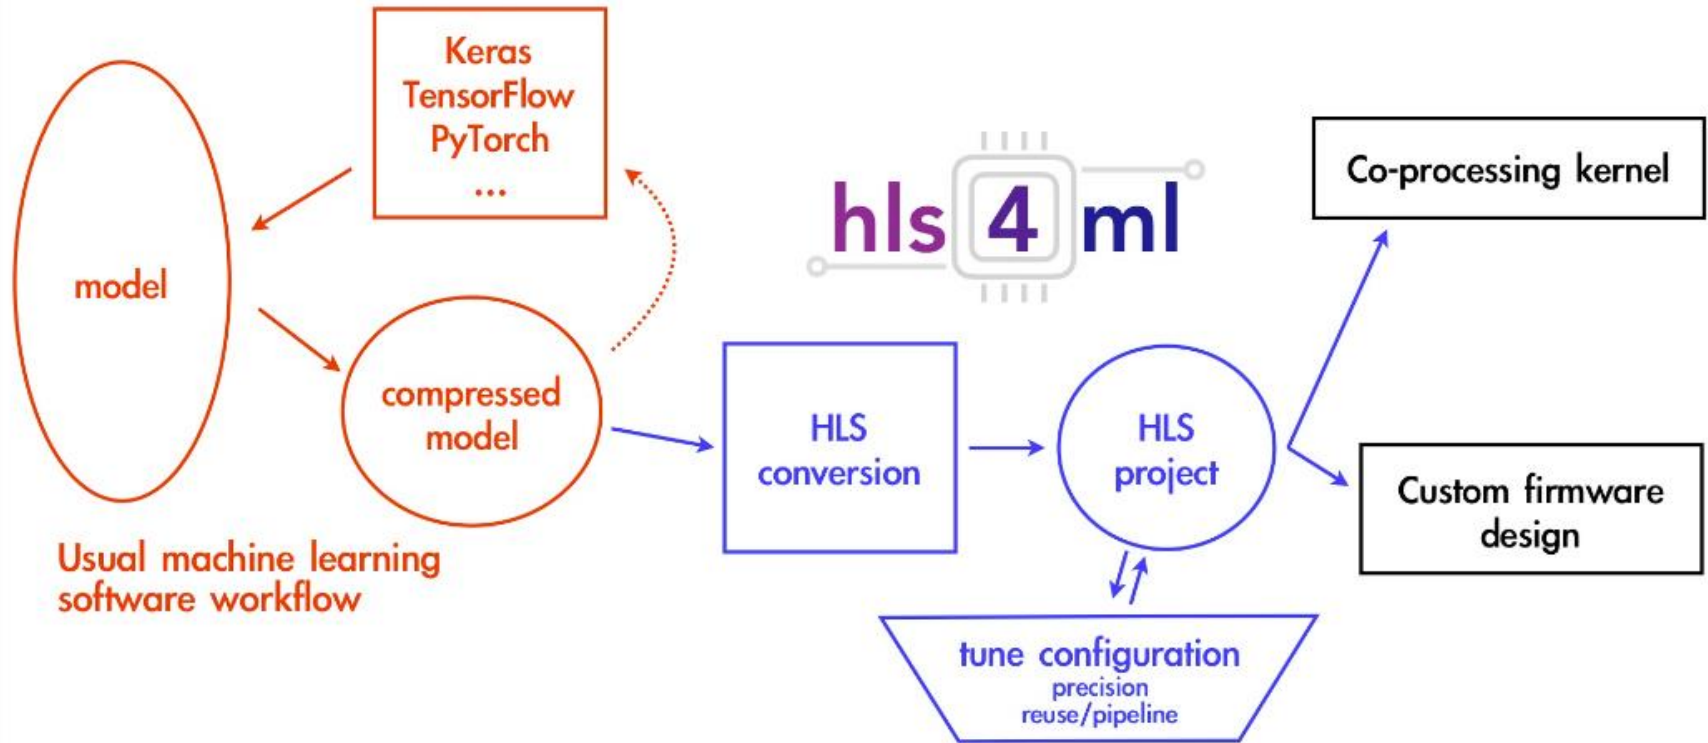 Keras
TensorFlow
PyTorch
...
model
compressed
model
Usual machine learning
software workflow
hls 4 ml
HLS
conversion
HLS
project
tune configuration
precision
reuse/pipeline
Co-processing kernel
Custom firmware
design